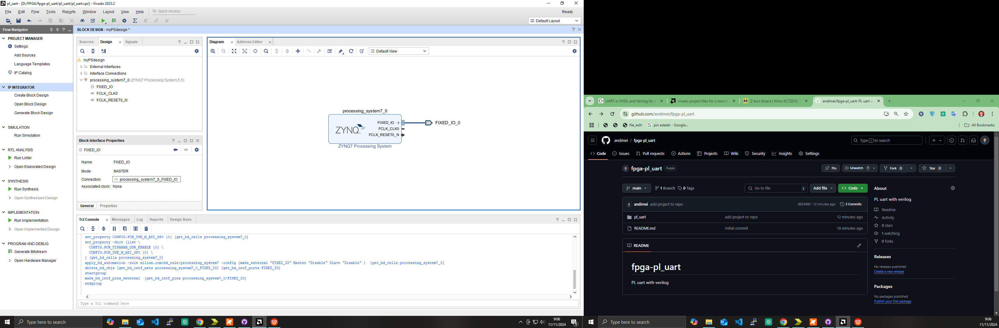 pl_uart - [D:/FPGA/fpga-pl_uart/pl_uart/pl_uart.xpr] - Vivado 2023.2
File Edit Flow Tools Reports Window Layout View Help Quick Access
Ready
Default Layout
Flow Navigator
PROJECT MANAGER
Settings
Add Sources
Language Templates
IP Catalog
IP INTEGRATOR
Create Block Design
Open Block Design
Generate Block Design
SIMULATION
Run Simulation
RTL ANALYSIS
Run Linter
Open Elaborated Design
SYNTHESIS
Run Synthesis
Open Synthesized Design
IMPLEMENTATION
Run Implementation
Open Implemented Design
PROGRAM AND DEBUG
Generate Bitstream
Open Hardware Manager
BLOCK DESIGN - myPSdesign *
Sources Design Signals
myPSdesign
External Interfaces
Interface Connections
processing_system7_0 (ZYNQ7 Processing System:5.5)
FIXED_IO
FCLK_CLK0
FCLK_RESET0_N
Block Interface Properties
FIXED_IO
Name: FIXED_IO
Mode: MASTER
Connection processing_system7_0_FIXED_IO
Associated clock: None
General Properties
Diagram Address Editor
Default View
processing_system7_0
ZYNQ
FIXED_IO
FCLK_CLK0
FCLK_RESET0_N
FIXED_IO_0
ZYNQ7 Processing System
Tcl Console Messages Log Reports Design Runs
set_property CONFIG.PCW_USE_M_AXI_GP0 {0} [get_bd_cells processing_system7_0]
set_property -dict [list \
CONFIG.PCW_UIPARAM_DDR_ENABLE {0} \
CONFIG.PCW_USE_M_AXI_GP0 {0} \
] [get_bd_cells processing_system7_0]
apply_bd_automation -rule xilinx.com:bd_rule:processing_system7 -config {make_external "FIXED_IO" Master "Disable" Slave "Disable" } [get_bd_cells processing_system7_0]
delete_bd_objs [get_bd_intf_nets processing_system7_0_FIXED_IO] [get_bd_intf_ports FIXED_IO]
startgroup
make_bd_intf_pins_external [get_bd_intf_pins processing_system7_0/FIXED_IO]
endgroup
Type a Tcl command here
Type here to search
9:06
11/11/2024
5
UART in VHDL and Verilog for
vivado project files for z-turn b
Z-turn Board | Xilinx XC7Z010,
andimei/fpga-pl_uart: PL uart w
github.com/andimei/fpga-pl_uart
file_edit
pin adalah - Google...
All Bookmarks
andimei / fpga-pl_uart
Type / to search
Code Issues Pull requests Actions Projects Wiki Security Insights Settings
fpga-pl_uart Public
Pin Unwatch 1 Fork 0 Star 0
main 1 Branch 0 Tags Go to file t Add file Code
andimei add project to repo 8833480 · 12 minutes ago 2 Commits
pl_uart add project to repo 12 minutes ago
README.md Initial commit 18 minutes ago
README
fpga-pl_uart
PL uart with verilog
About
PL uart with verilog
Readme
Activity
0 stars
1 watching
0 forks
Releases
No releases published
Create a new release
Packages
No packages published
Publish your first package
Type here to search
9:06
11/11/2024